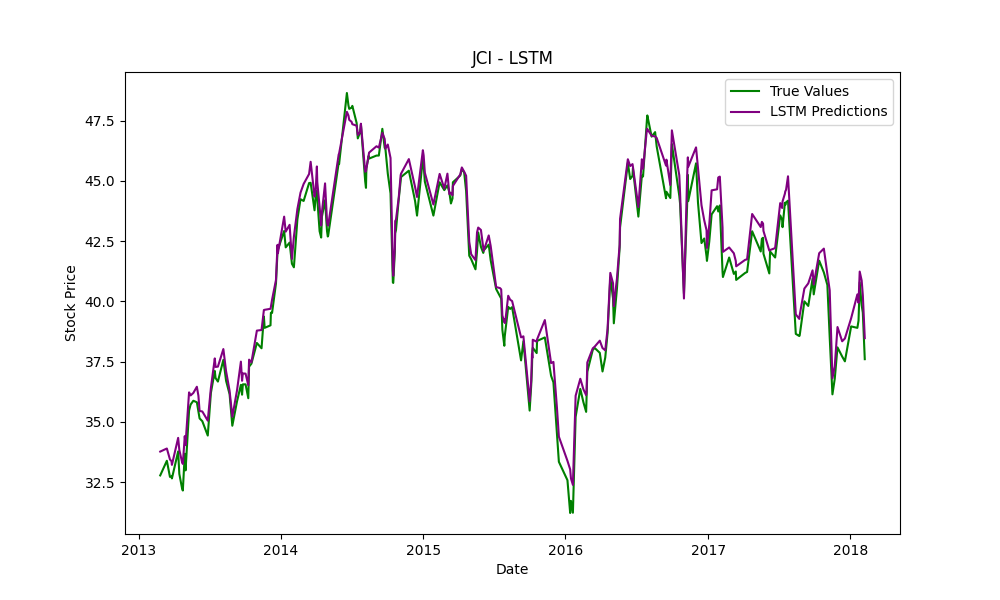 JCI - LSTM
True Values
LSTM Predictions
Stock Price
47.5
45.0
42.5
40.0
37.5
35.0
32.5
2013 2014 2015 2016 2017 2018
Date